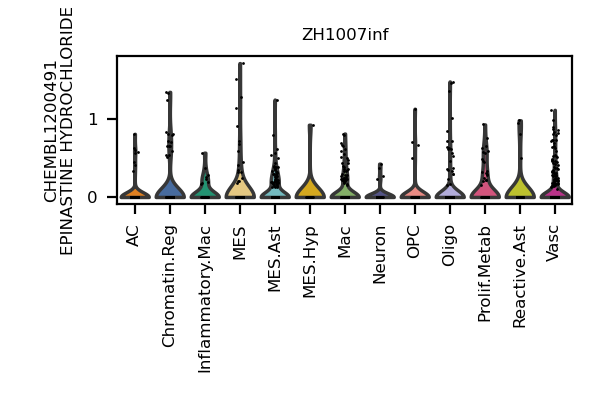 ZH1007inf
CHEMBL1200491
EPINASTINE HYDROCHLORIDE
1
0
AC
Chromatin.Reg
Inflammatory.Mac
MES
MES.Ast
MES.Hyp
Mac
Neuron
OPC
Oligo
Prolif.Metab
Reactive.Ast
Vasc